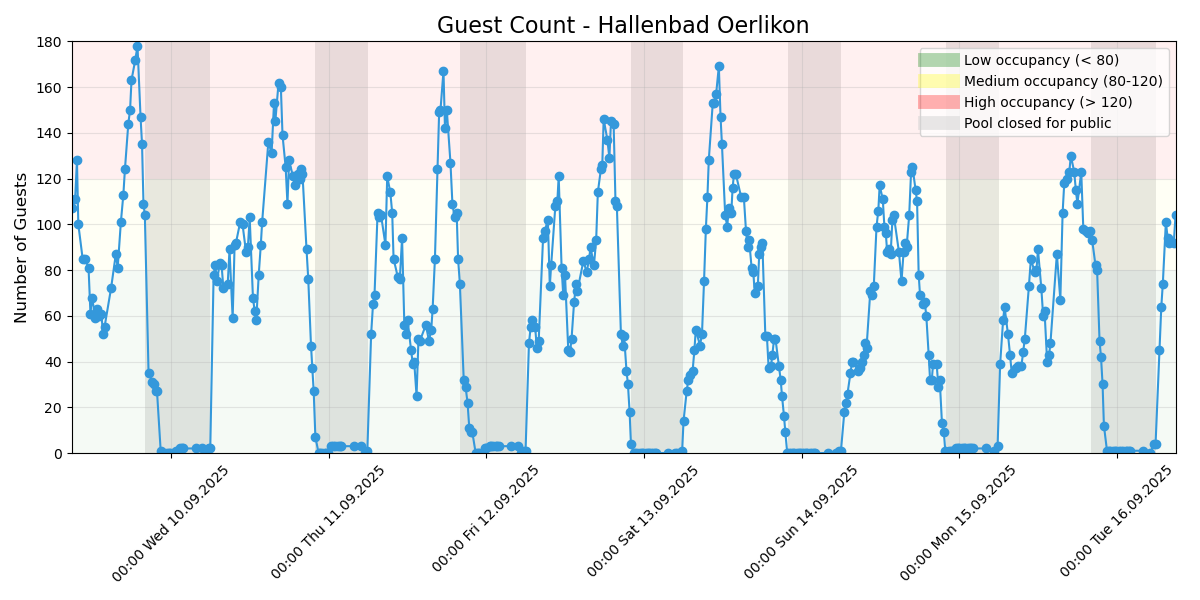 Guest Count - Hallenbad Oerlikon
Number of Guests
180
160
140
120
100
80
60
40
20
0
Low occupancy (< 80)
Medium occupancy (80-120)
High occupancy (> 120)
Pool closed for public
00:00 Wed 10.09.2025
00:00 Thu 11.09.2025
00:00 Fri 12.09.2025
00:00 Sat 13.09.2025
00:00 Sun 14.09.2025
00:00 Mon 15.09.2025
00:00 Tue 16.09.2025